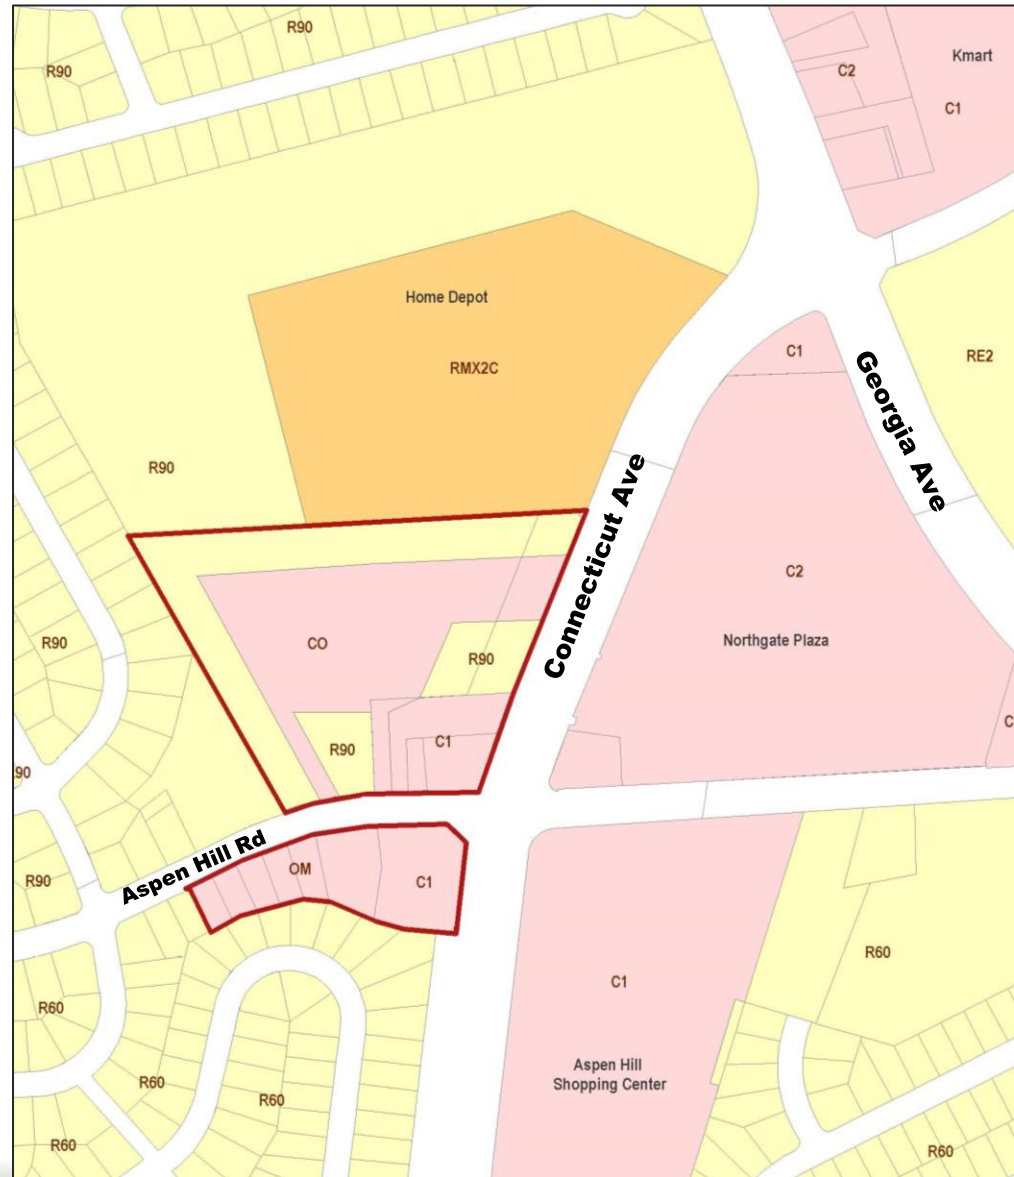 R90
R90
Kmart
C2
C1
Home Depot
C1
RE2
RMX2C
Georgia Ave
R90
Connecticut Ave
C2
R90
CO
R90
Northgate Plaza
C
R90
C1
90
Aspen Hill Rd
OM
C1
R90
R60
C1
R60
Aspen Hill
Shopping Center
R60
R60
R60
R60